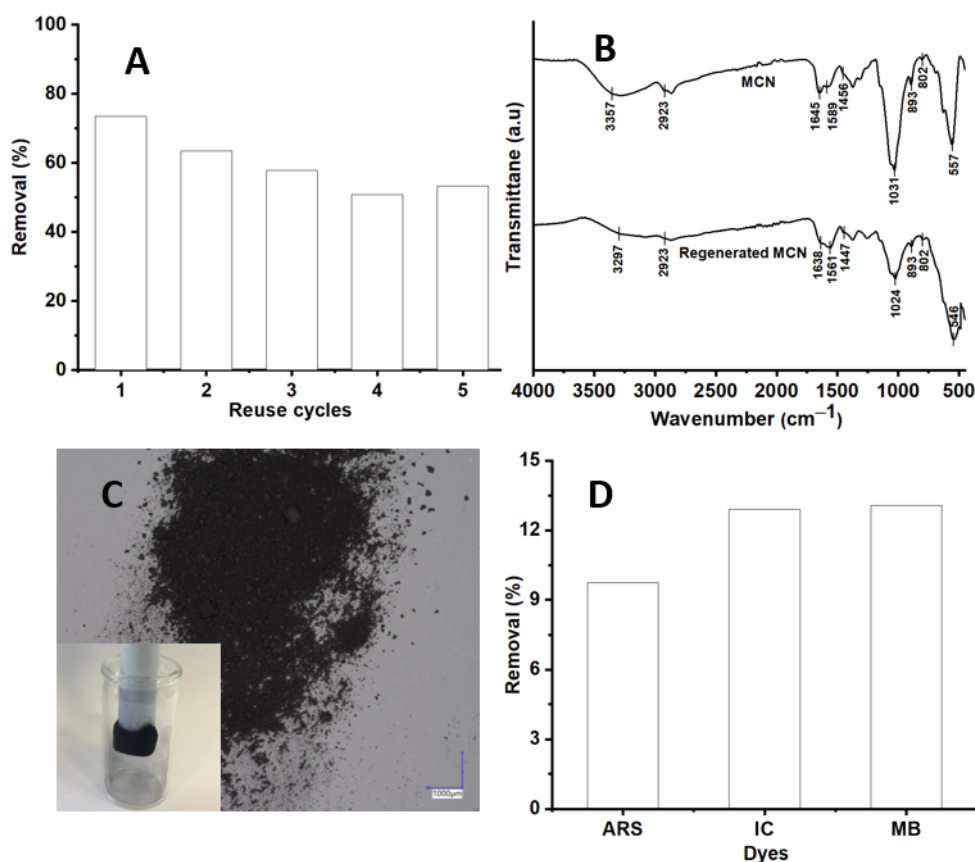 A
100
80
60
40
20
0
Removal (%)
1 2 3 4 5
Reuse cycles
B
MCN
3357
2923
1645
1589
1456
1031
893
802
557
Regenerated MCN
3297
2923
1638
1561
1447
1024
893
802
546
Transmittane (a.u)
4000 3500 3000 2500 2000 1500 1000 500
Wavenumber (cm⁻¹)
C
1000µm
D
15
12
9
6
3
0
Removal (%)
ARS IC MB
Dyes